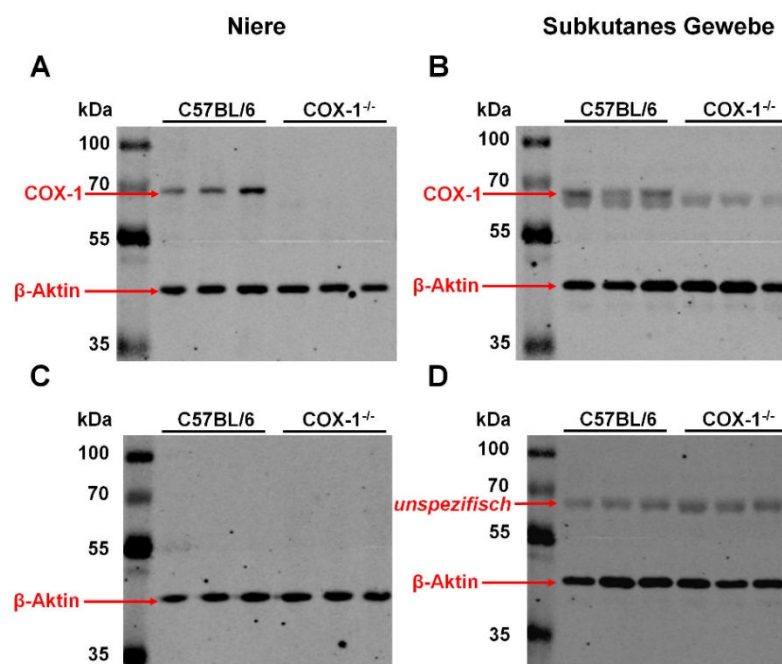 Niere
Subkutanes Gewebe
A
kDa
C57BL/6 COX-1-/-
100
COX-1
70
55
β-Aktin
35
B
kDa
C57BL/6 COX-1-/-
100
70
COX-1
55
β-Aktin
35
C
kDa
C57BL/6 COX-1-/-
100
70
55
β-Aktin
35
D
kDa
C57BL/6 COX-1-/-
100
70
unspezifisch
55
β-Aktin
35